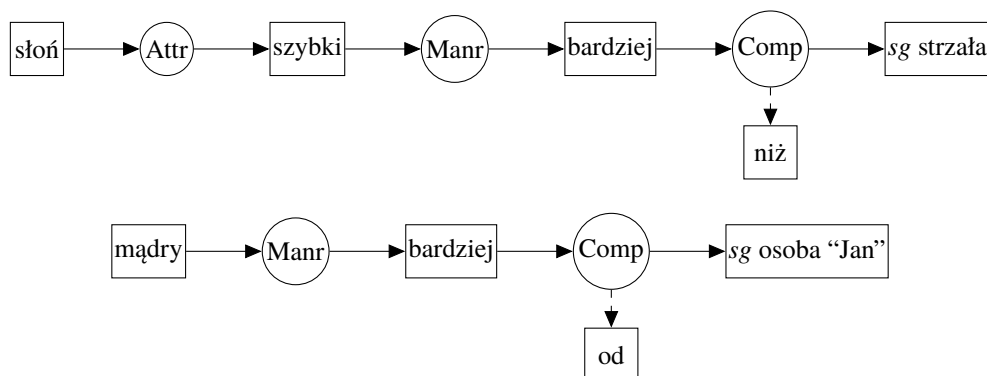 słoń Attr szybki Manr bardziej Comp sg strzała
niż
mądry Manr bardziej Comp sg osoba “Jan”
od